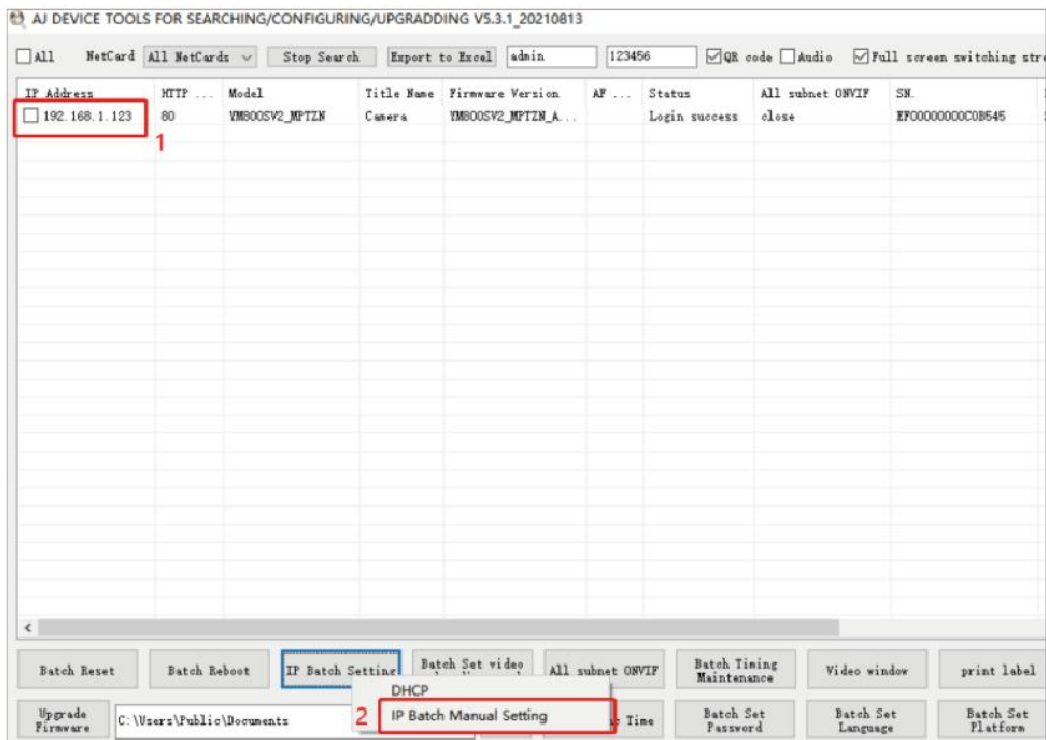 AJ DEVICE TOOLS FOR SEARCHING/CONFIGURING/UPGRADDING V5.3.1_20210813
All NetCard All NetCards Stop Search Export to Excel admin 123456 QR code Audio Full screen switching stre
IP Address HTTP ... Model Title Name Firmware Version AF ... Status All subnet ONVIF SN.
192.168.1.123 80 Camera Login success close
1
Batch Reset Batch Reboot IP Batch Setting Batch Set video All subnet ONVIF Batch Timing Maintenance Video window print label
DHCP
Upgrade Firmware C:\Users\Public\Documents 2 IP Batch Manual Setting Time Batch Set Password Batch Set Language Batch Set Platform